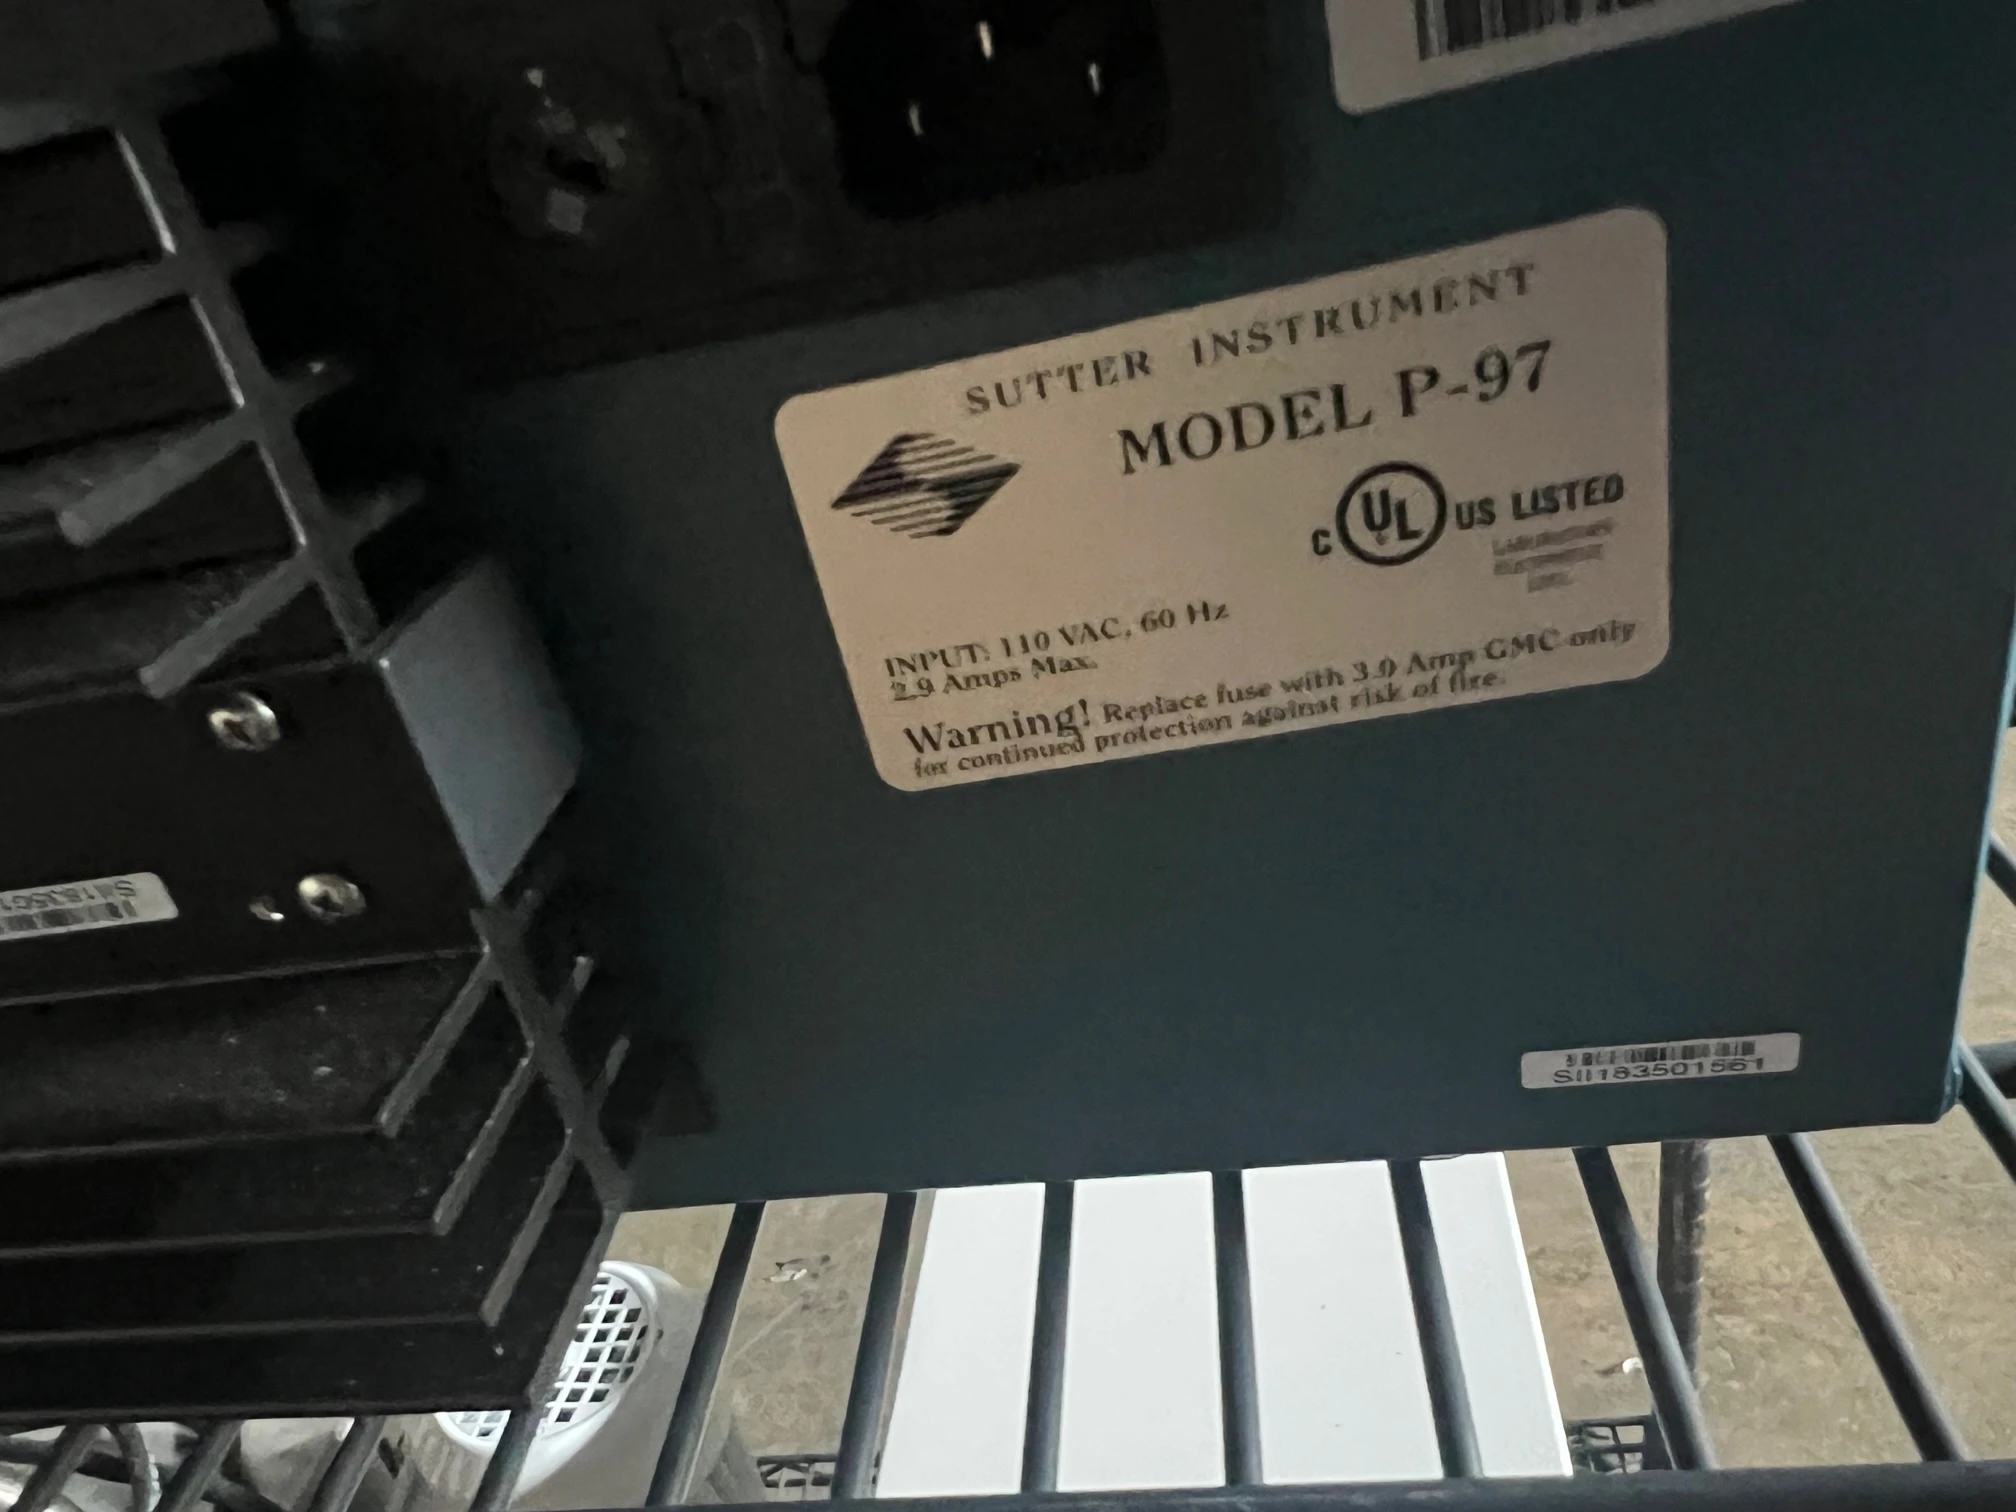 SUTTER INSTRUMENT
MODEL P-97
C UL US LISTED
INPUT: 110 VAC, 60 Hz
2.9 Amps Max.
Warning! Replace fuse with 3.0 Amp GMC only
for continued protection against risk of fire.